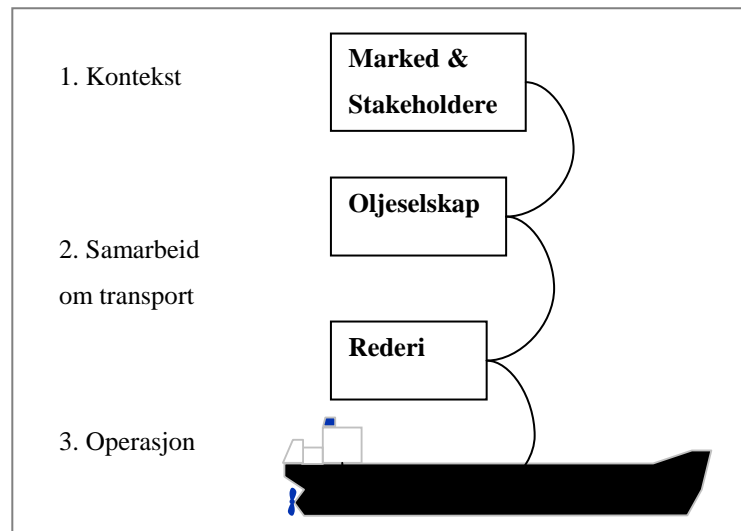 1. Kontekst
Marked &
Stakeholdere
Oljeselskap
2. Samarbeid
om transport
Rederi
3. Operasjon